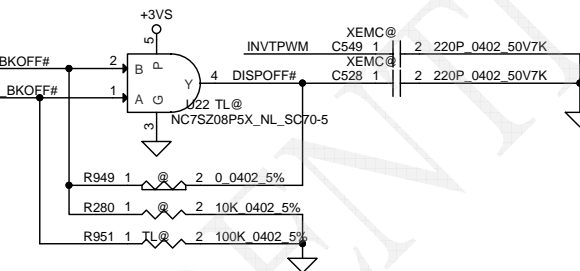 +3VS
5
BKOFF# 2 B P
Y 4 DISPOFF#
_BKOFF# 1 A G
3
U22 TL@
NC7SZ08P5X_NL_SC70-5
XEMC@
INVTPWM C549 1 2 220P_0402_50V7K
XEMC@
C528 1 2 220P_0402_50V7K
R949 1 @ 2 0_0402_5%
R280 1 @ 2 10K_0402_5%
R951 1 TL@ 2 100K_0402_5%